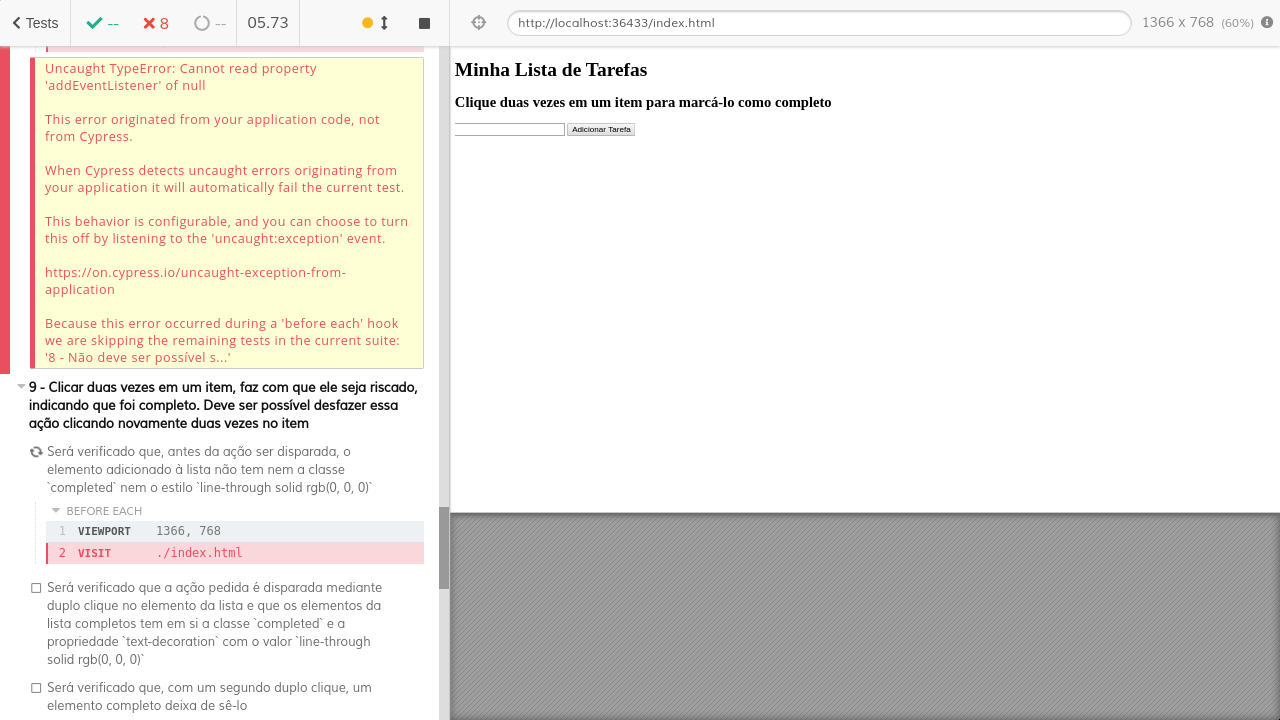 Tests
--
8
--
05.73
http://localhost:36433/index.html
1366 x 768 (60%)
Uncaught TypeError: Cannot read property
'addEventListener' of null
This error originated from your application code, not
from Cypress.
When Cypress detects uncaught errors originating from
your application it will automatically fail the current test.
This behavior is configurable, and you can choose to turn
this off by listening to the 'uncaught:exception' event.
https://on.cypress.io/uncaught-exception-from-
application
Because this error occurred during a 'before each' hook
we are skipping the remaining tests in the current suite:
'8 - Não deve ser possível s...'
9 - Clicar duas vezes em um item, faz com que ele seja riscado,
indicando que foi completo. Deve ser possível desfazer essa
ação clicando novamente duas vezes no item
Será verificado que, antes da ação ser disparada, o
elemento adicionado à lista não tem nem a classe
`completed` nem o estilo `line-through solid rgb(0, 0, 0)`
BEFORE EACH
1 VIEWPORT 1366, 768
2 VISIT ./index.html
Será verificado que a ação pedida é disparada mediante
duplo clique no elemento da lista e que os elementos da
lista completos tem em si a classe `completed` e a
propriedade `text-decoration` com o valor `line-through
solid rgb(0, 0, 0)`
Será verificado que, com um segundo duplo clique, um
elemento completo deixa de sê-lo
Minha Lista de Tarefas
Clique duas vezes em um item para marcá-lo como completo
Adicionar Tarefa